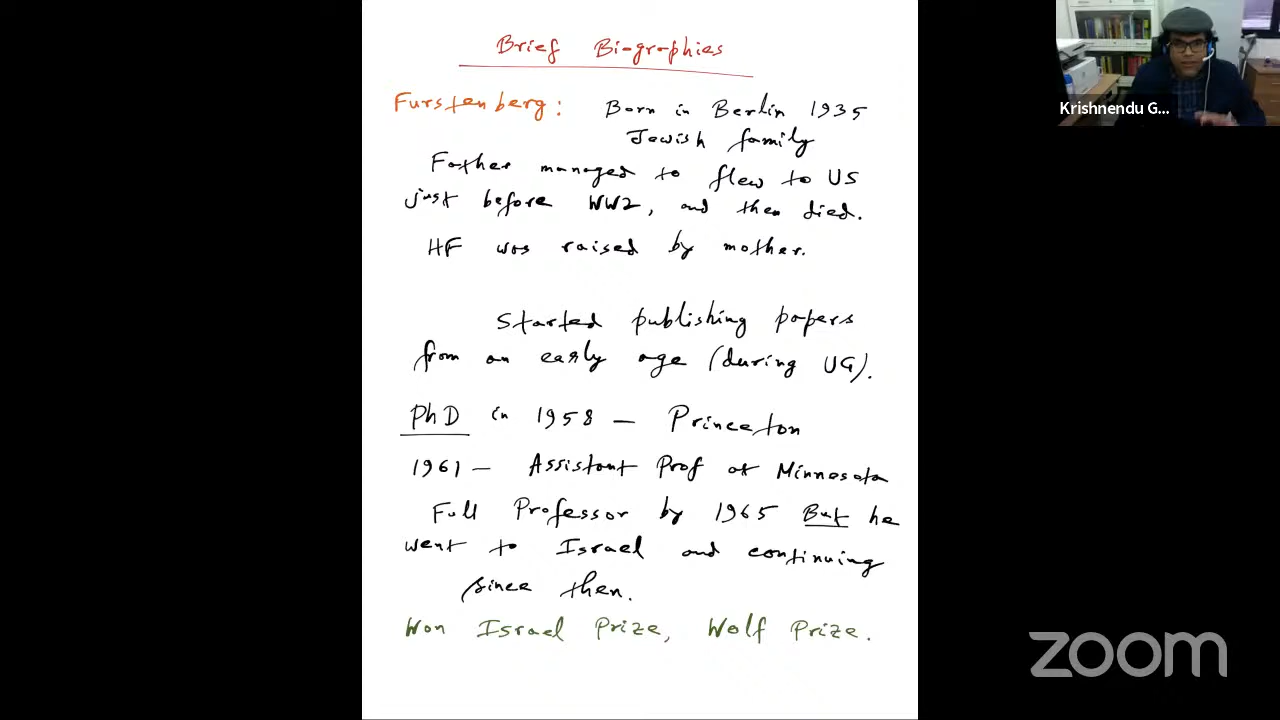 Brief Biographies
Furstenberg: Born in Berlin 1935
Jewish family
Father managed to flew to US
just before WW2, and then died.
HF was raised by mother.
Started publishing papers
from an early age (during UG).
PhD in 1958 - Princeton
1961 - Assistant Prof at Minnesota
Full Professor by 1965 But he
went to Israel and continuing
since then.
Won Israel Prize, Wolf Prize.
Krishnendu G...
zoom